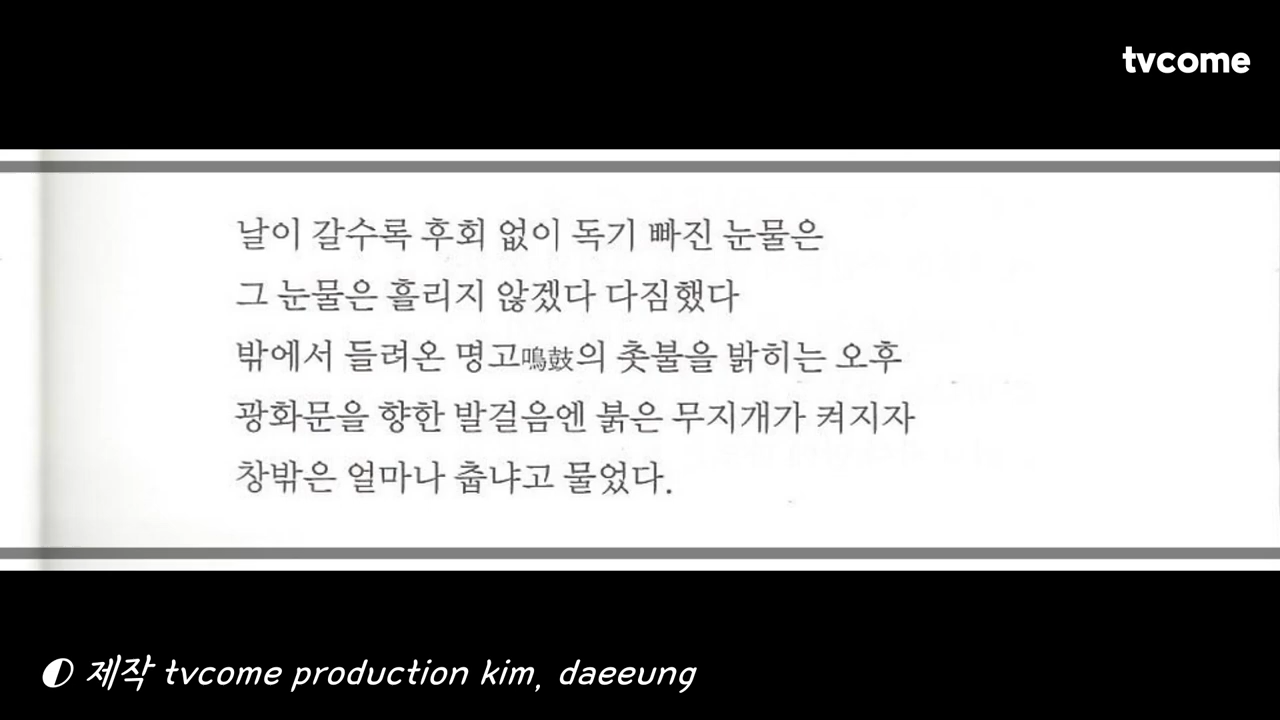 tvcome
날이 갈수록 후회 없이 독기 빠진 눈물은
그 눈물은 흘리지 않겠다 다짐했다
밖에서 들려온 명고鳴鼓의 촛불을 밝히는 오후
광화문을 향한 발걸음엔 붉은 무지개가 켜지자
창밖은 얼마나 춥냐고 물었다.
◐ 제작 tvcome production kim, daeeung